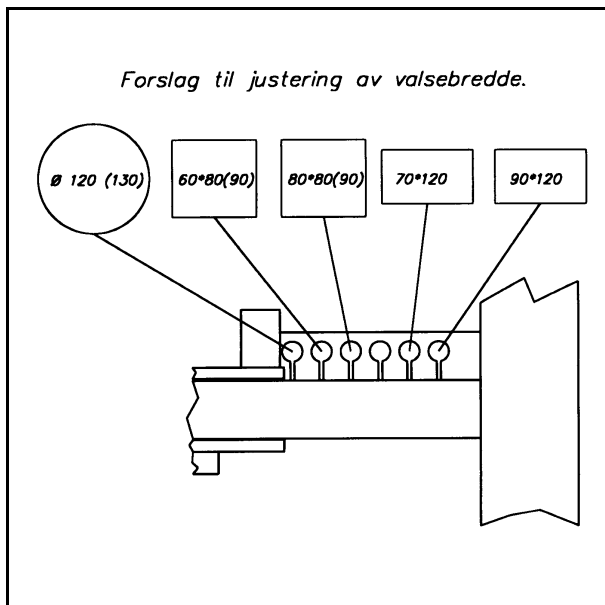 Forslag til justering av valsebredde.
Ø 120 (130)
60*80(90)
80*80(90)
70*120
90*120